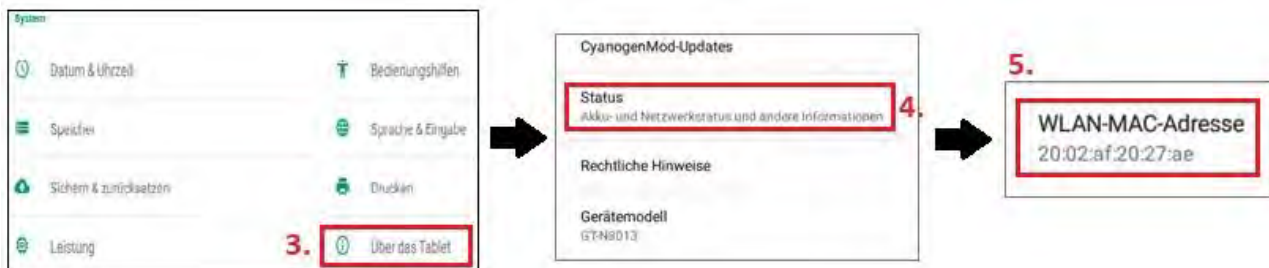 System
Datum & Uhrzeit
Bedienungshilfen
Speicher
Sprache & Eingabe
Sichern & zurücksetzen
Drucken
Leistung
3.
Über das Tablet
CyanogenMod-Updates
Status
Akku- und Netzwerkstatus und andere Informationen
4.
Rechtliche Hinweise
Gerätemodell
GT-N8013
5.
WLAN-MAC-Adresse
20:02:af:20:27:ae